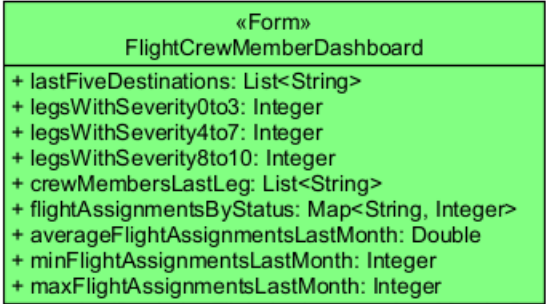 «Form»
FlightCrewMemberDashboard
+ lastFiveDestinations: List<String>
+ legsWithSeverity0to3: Integer
+ legsWithSeverity4to7: Integer
+ legsWithSeverity8to10: Integer
+ crewMembersLastLeg: List<String>
+ flightAssignmentsByStatus: Map<String, Integer>
+ averageFlightAssignmentsLastMonth: Double
+ minFlightAssignmentsLastMonth: Integer
+ maxFlightAssignmentsLastMonth: Integer